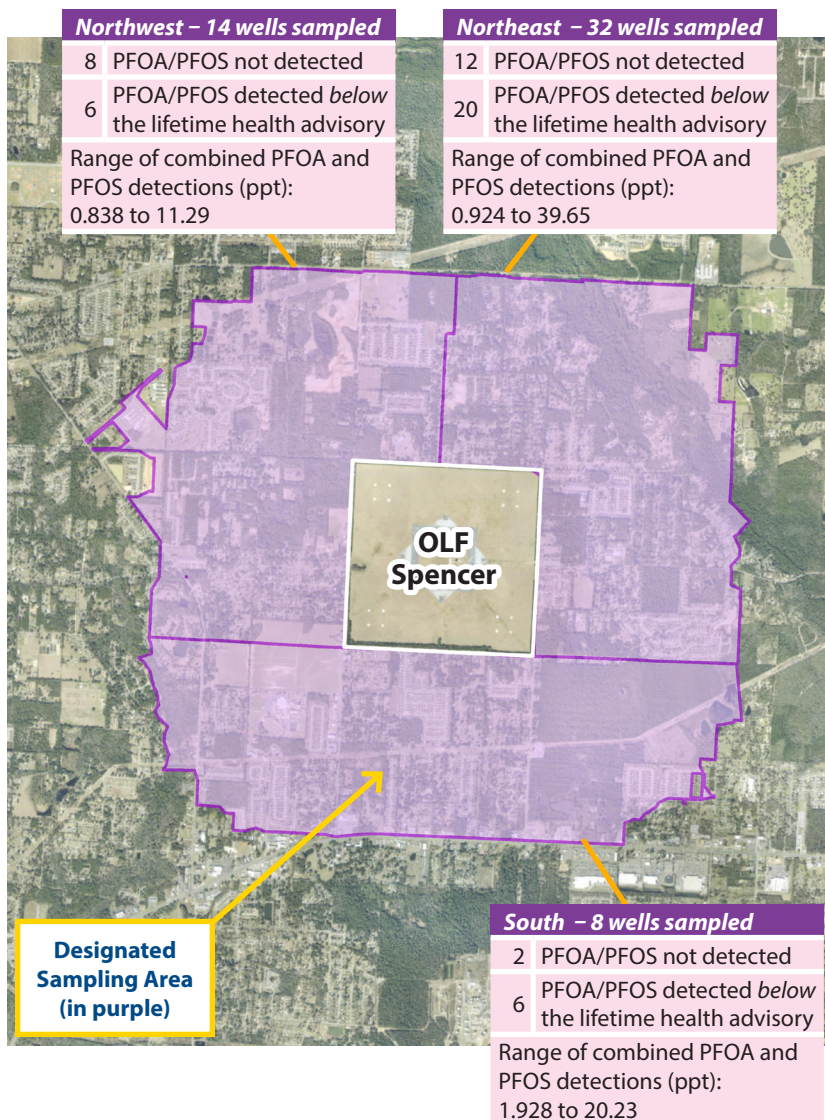 Northwest – 14 wells sampled
8 PFOA/PFOS not detected
6 PFOA/PFOS detected below
the lifetime health advisory
Range of combined PFOA and
PFOS detections (ppt):
0.838 to 11.29
Northeast – 32 wells sampled
12 PFOA/PFOS not detected
20 PFOA/PFOS detected below
the lifetime health advisory
Range of combined PFOA and
PFOS detections (ppt):
0.924 to 39.65
OLF
Spencer
Designated
Sampling Area
(in purple)
South – 8 wells sampled
2 PFOA/PFOS not detected
6 PFOA/PFOS detected below
the lifetime health advisory
Range of combined PFOA and
PFOS detections (ppt):
1.928 to 20.23